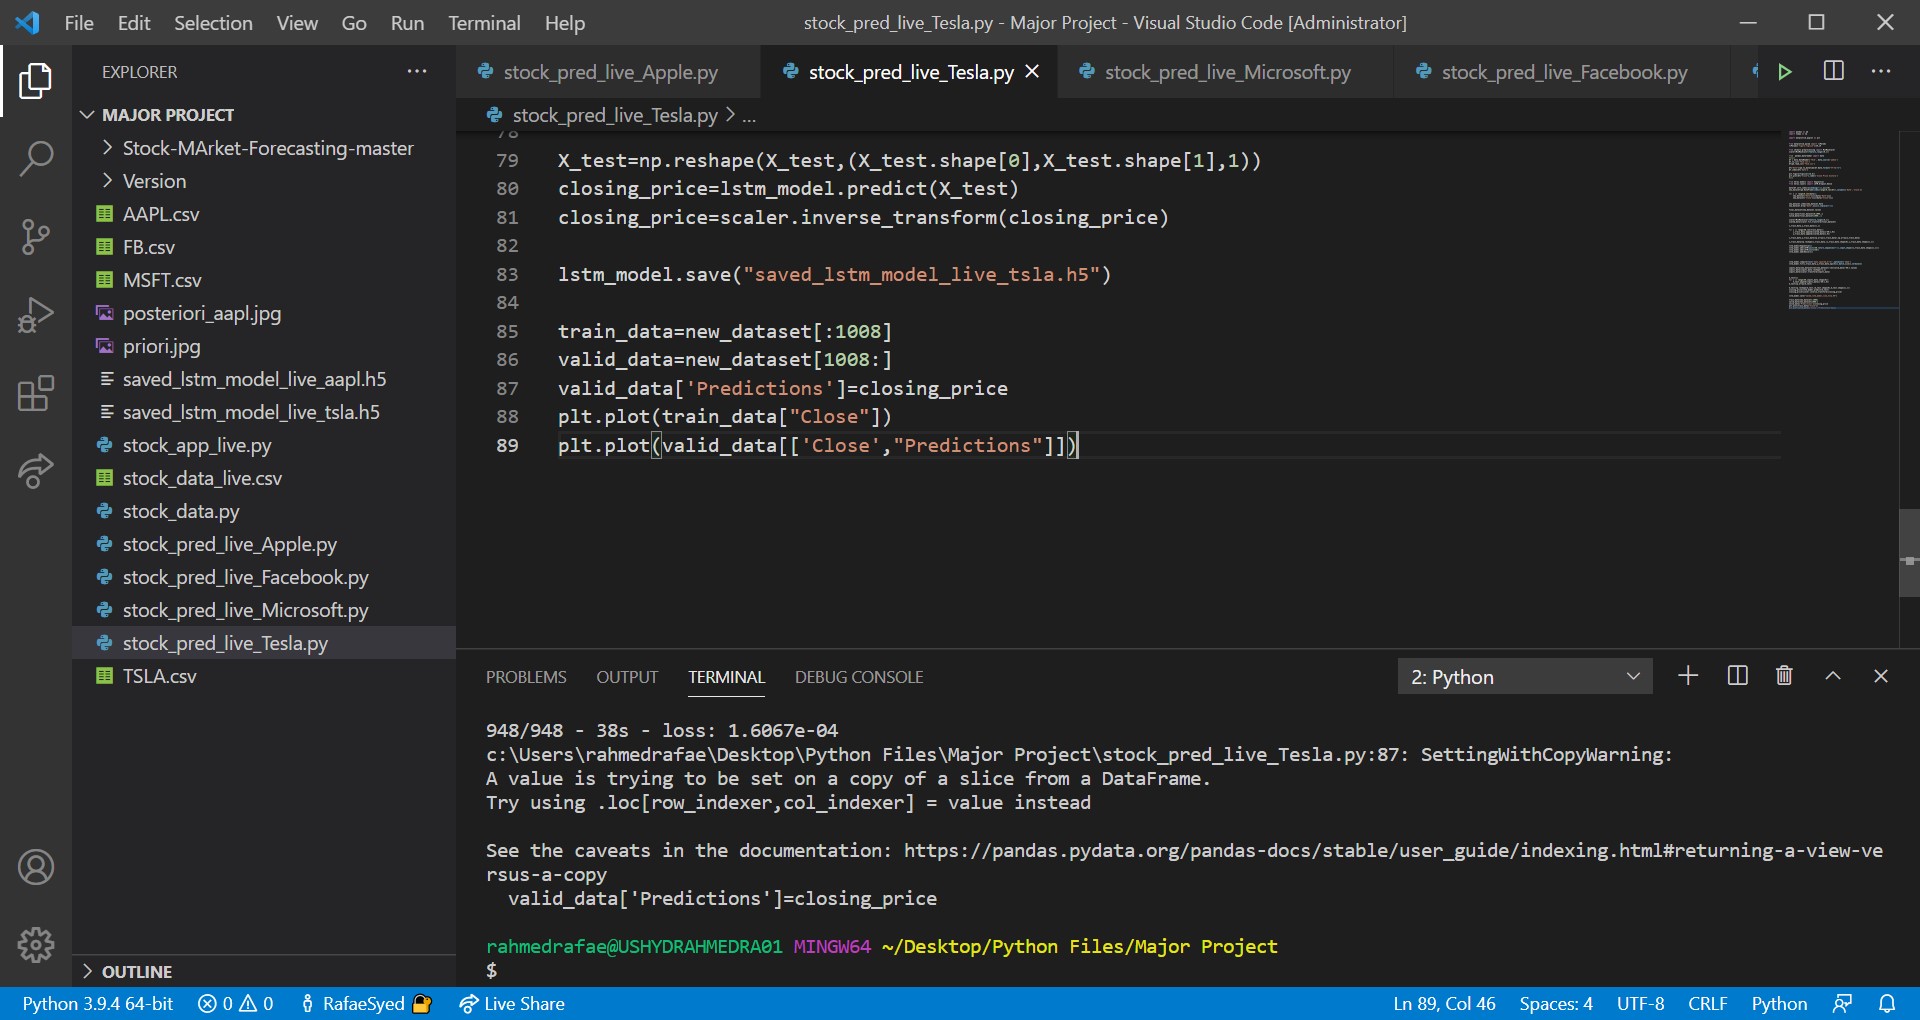 File Edit Selection View Go Run Terminal Help
stock_pred_live_Tesla.py - Major Project - Visual Studio Code [Administrator]
EXPLORER
MAJOR PROJECT
Stock-MArket-Forecasting-master
Version
AAPL.csv
FB.csv
MSFT.csv
posteriori_aapl.jpg
priori.jpg
saved_lstm_model_live_aapl.h5
saved_lstm_model_live_tsla.h5
stock_app_live.py
stock_data_live.csv
stock_data.py
stock_pred_live_Apple.py
stock_pred_live_Facebook.py
stock_pred_live_Microsoft.py
stock_pred_live_Tesla.py
TSLA.csv
OUTLINE
stock_pred_live_Apple.py stock_pred_live_Tesla.py stock_pred_live_Microsoft.py stock_pred_live_Facebook.py
stock_pred_live_Tesla.py > ...
78
79 X_test=np.reshape(X_test,(X_test.shape[0],X_test.shape[1],1))
80 closing_price=lstm_model.predict(X_test)
81 closing_price=scaler.inverse_transform(closing_price)
82
83 lstm_model.save("saved_lstm_model_live_tsla.h5")
84
85 train_data=new_dataset[:1008]
86 valid_data=new_dataset[1008:]
87 valid_data['Predictions']=closing_price
88 plt.plot(train_data["Close"])
89 plt.plot(valid_data[['Close',"Predictions"]])
PROBLEMS OUTPUT TERMINAL DEBUG CONSOLE
2: Python
948/948 - 38s - loss: 1.6067e-04
c:\Users\rahmedrafae\Desktop\Python Files\Major Project\stock_pred_live_Tesla.py:87: SettingWithCopyWarning:
A value is trying to be set on a copy of a slice from a DataFrame.
Try using .loc[row_indexer,col_indexer] = value instead
See the caveats in the documentation: https://pandas.pydata.org/pandas-docs/stable/user_guide/indexing.html#returning-a-view-ve
rsus-a-copy
valid_data['Predictions']=closing_price
rahmedrafae@USHYDRAHMEDRA01 MINGW64 ~/Desktop/Python Files/Major Project
$
Python 3.9.4 64-bit 0 0 RafaeSyed Live Share Ln 89, Col 46 Spaces: 4 UTF-8 CRLF Python